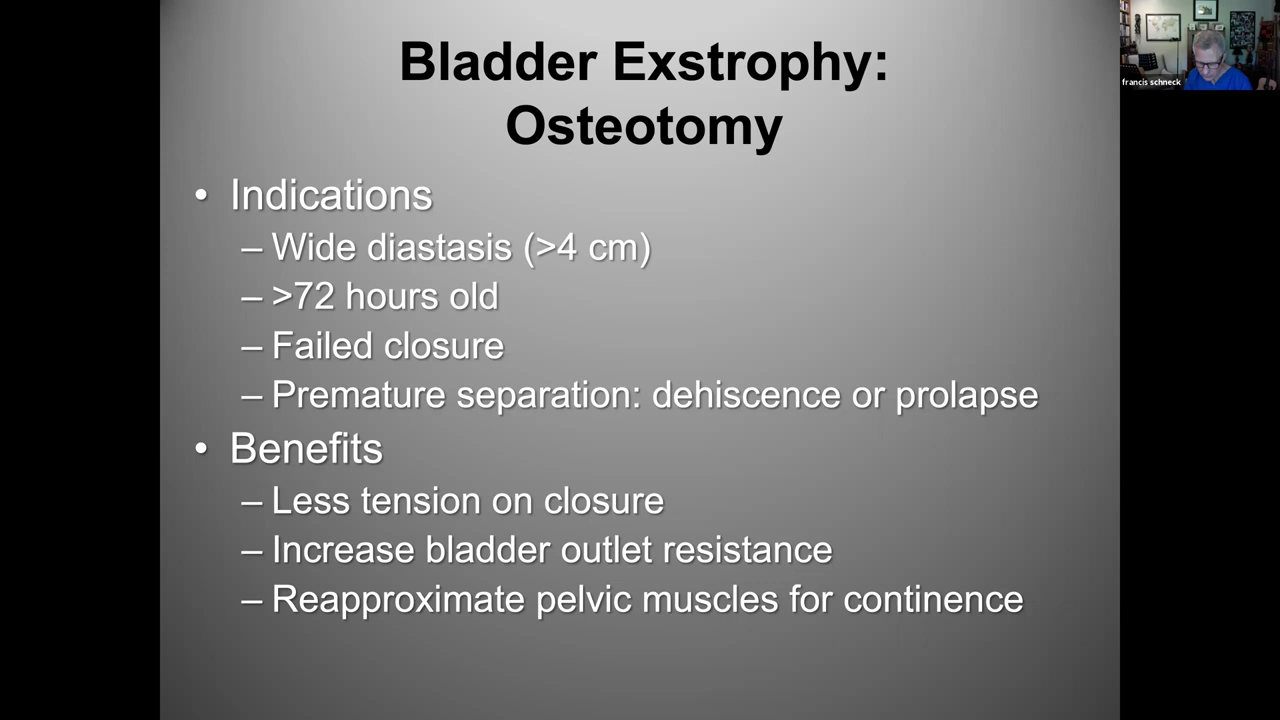 Bladder Exstrophy:
Osteotomy
• Indications
– Wide diastasis (>4 cm)
– >72 hours old
– Failed closure
– Premature separation: dehiscence or prolapse
• Benefits
– Less tension on closure
– Increase bladder outlet resistance
– Reapproximate pelvic muscles for continence
francis schneck